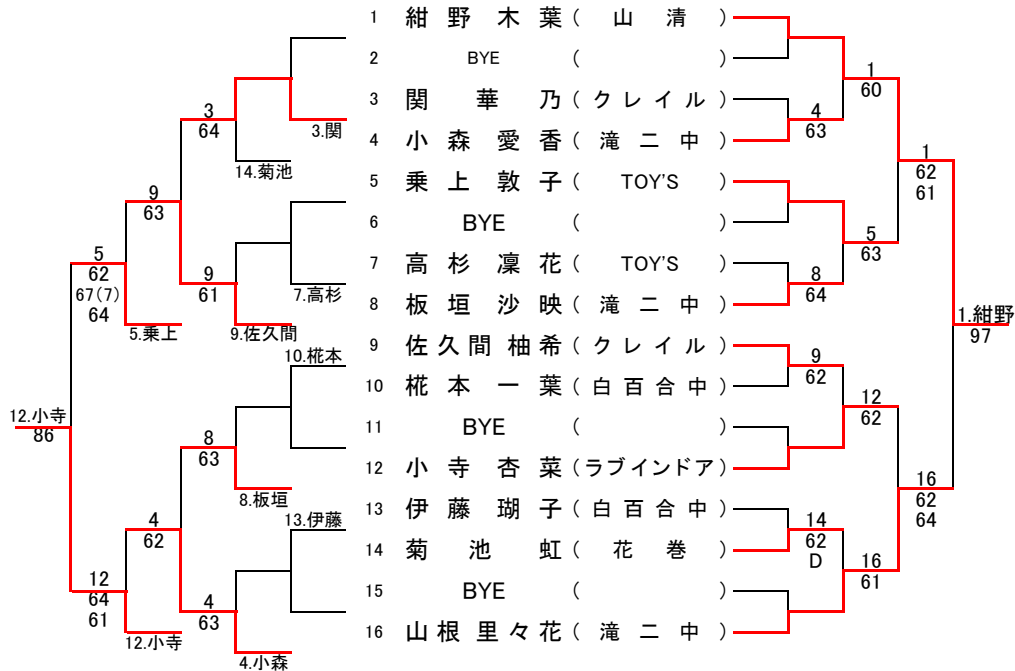 1 紺野木葉 ( 山清 )
2 BYE ( )
3 関華乃 ( クレイル )
4 小森愛香 ( 滝二中 )
5 乗上敦子 ( TOY'S )
6 BYE ( )
7 高杉凜花 ( TOY'S )
8 板垣沙映 ( 滝二中 )
9 佐久間柚希 ( クレイル )
10 椛本一葉 ( 白百合中 )
11 BYE ( )
12 小寺杏菜 ( ラブインドア )
13 伊藤瑚子 ( 白百合中 )
14 菊池虹 ( 花巻 )
15 BYE ( )
16 山根里々花 ( 滝二中 )
1
60
4
63
1
62
61
5
63
8
64
1.紺野
97
9
62
12
62
16
62
64
14
62
D
16
61
3
64
3.関
14.菊池
9
63
5
62
67(7)
64
9
61
7.高杉
5.乗上
9.佐久間
10.椛本
12.小寺
86
8
63
8.板垣
13.伊藤
4
62
12
64
61
4
63
12.小寺
4.小森